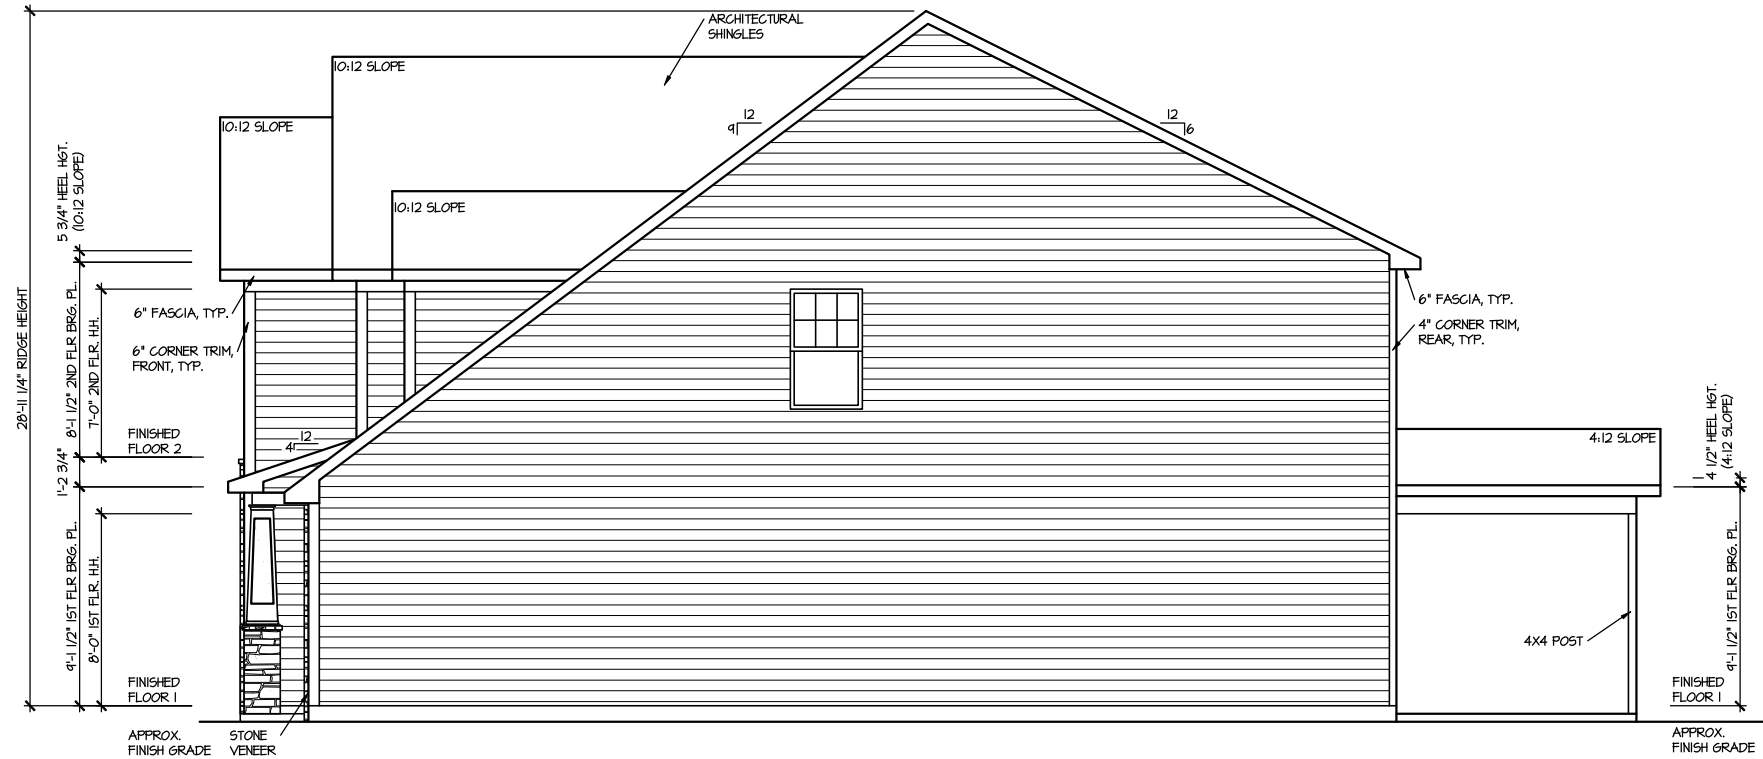 ARCHITECTURAL
SHINGLES
10:12 SLOPE
10:12 SLOPE
10:12 SLOPE
12
9
12
6
5 3/4" HEEL HGT.
(10:12 SLOPE)
28'-11 1/4" RIDGE HEIGHT
8'-1 1/2" 2ND FLR BRG. PL.
7'-0" 2ND FLR. H.H.
6" FASCIA, TYP.
6" CORNER TRIM,
FRONT, TYP.
6" FASCIA, TYP.
4" CORNER TRIM,
REAR, TYP.
FINISHED
FLOOR 2
12
4
1'-2 3/4"
4:12 SLOPE
4 1/2" HEEL HGT.
(4:12 SLOPE)
9'-1 1/2" 1ST FLR BRG. PL.
8'-0" 1ST FLR. H.H.
9'-1 1/2" 1ST FLR BRG. PL.
4X4 POST
FINISHED
FLOOR 1
FINISHED
FLOOR 1
APPROX.
FINISH GRADE
STONE
VENEER
APPROX.
FINISH GRADE